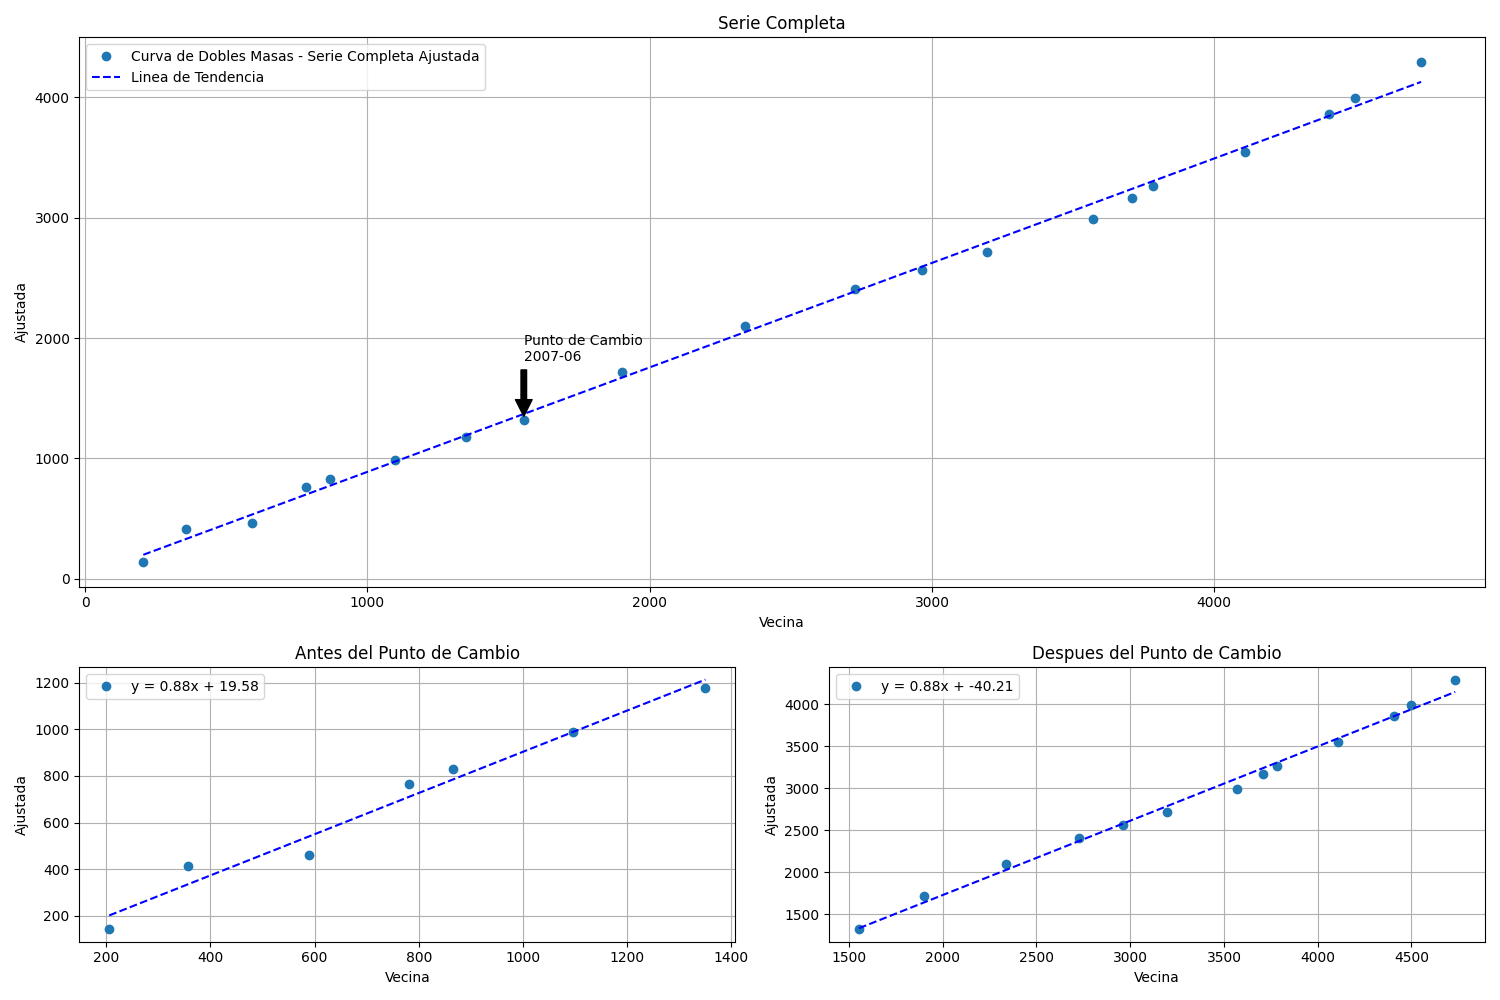 Serie Completa
Curva de Dobles Masas - Serie Completa Ajustada
Linea de Tendencia
4000
3000
2000
1000
0
Ajustada
Punto de Cambio
2007-06
0
1000
2000
3000
4000
Vecina
Antes del Punto de Cambio
y = 0.88x + 19.58
1200
1000
800
600
400
200
Ajustada
200
400
600
800
1000
1200
1400
Vecina
Despues del Punto de Cambio
y = 0.88x + -40.21
4000
3500
3000
2500
2000
1500
Ajustada
1500
2000
2500
3000
3500
4000
4500
Vecina